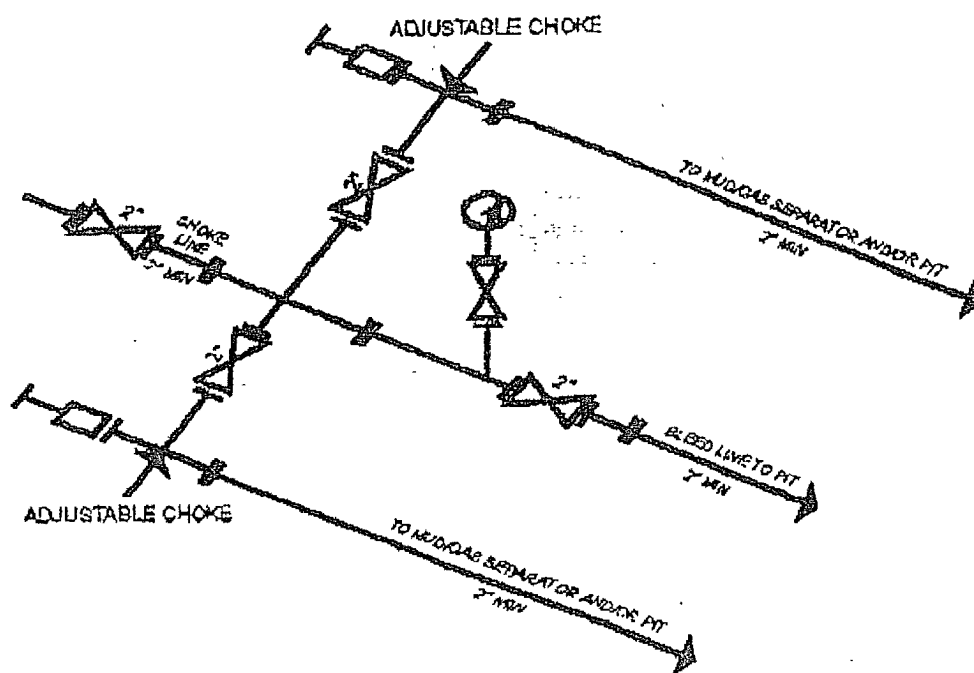 ADJUSTABLE CHOKE
TO MUD/GAS SEPARATOR AND/OR PIT
2" MIN
2"
2"
CHOKE
LINE
2" MIN
2"
2"
BLEED LINE TO PIT
2" MIN
ADJUSTABLE CHOKE
TO MUD/GAS SEPARATOR AND/OR PIT
2" MIN